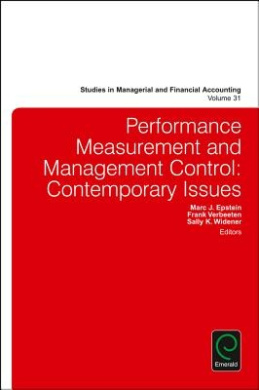 Studies in Managerial and Financial Accounting
Volume 31
Performance
Measurement and
Management Control:
Contemporary Issues
Marc J. Epstein
Frank Verbeeten
Sally K. Widener
Editors
Emerald